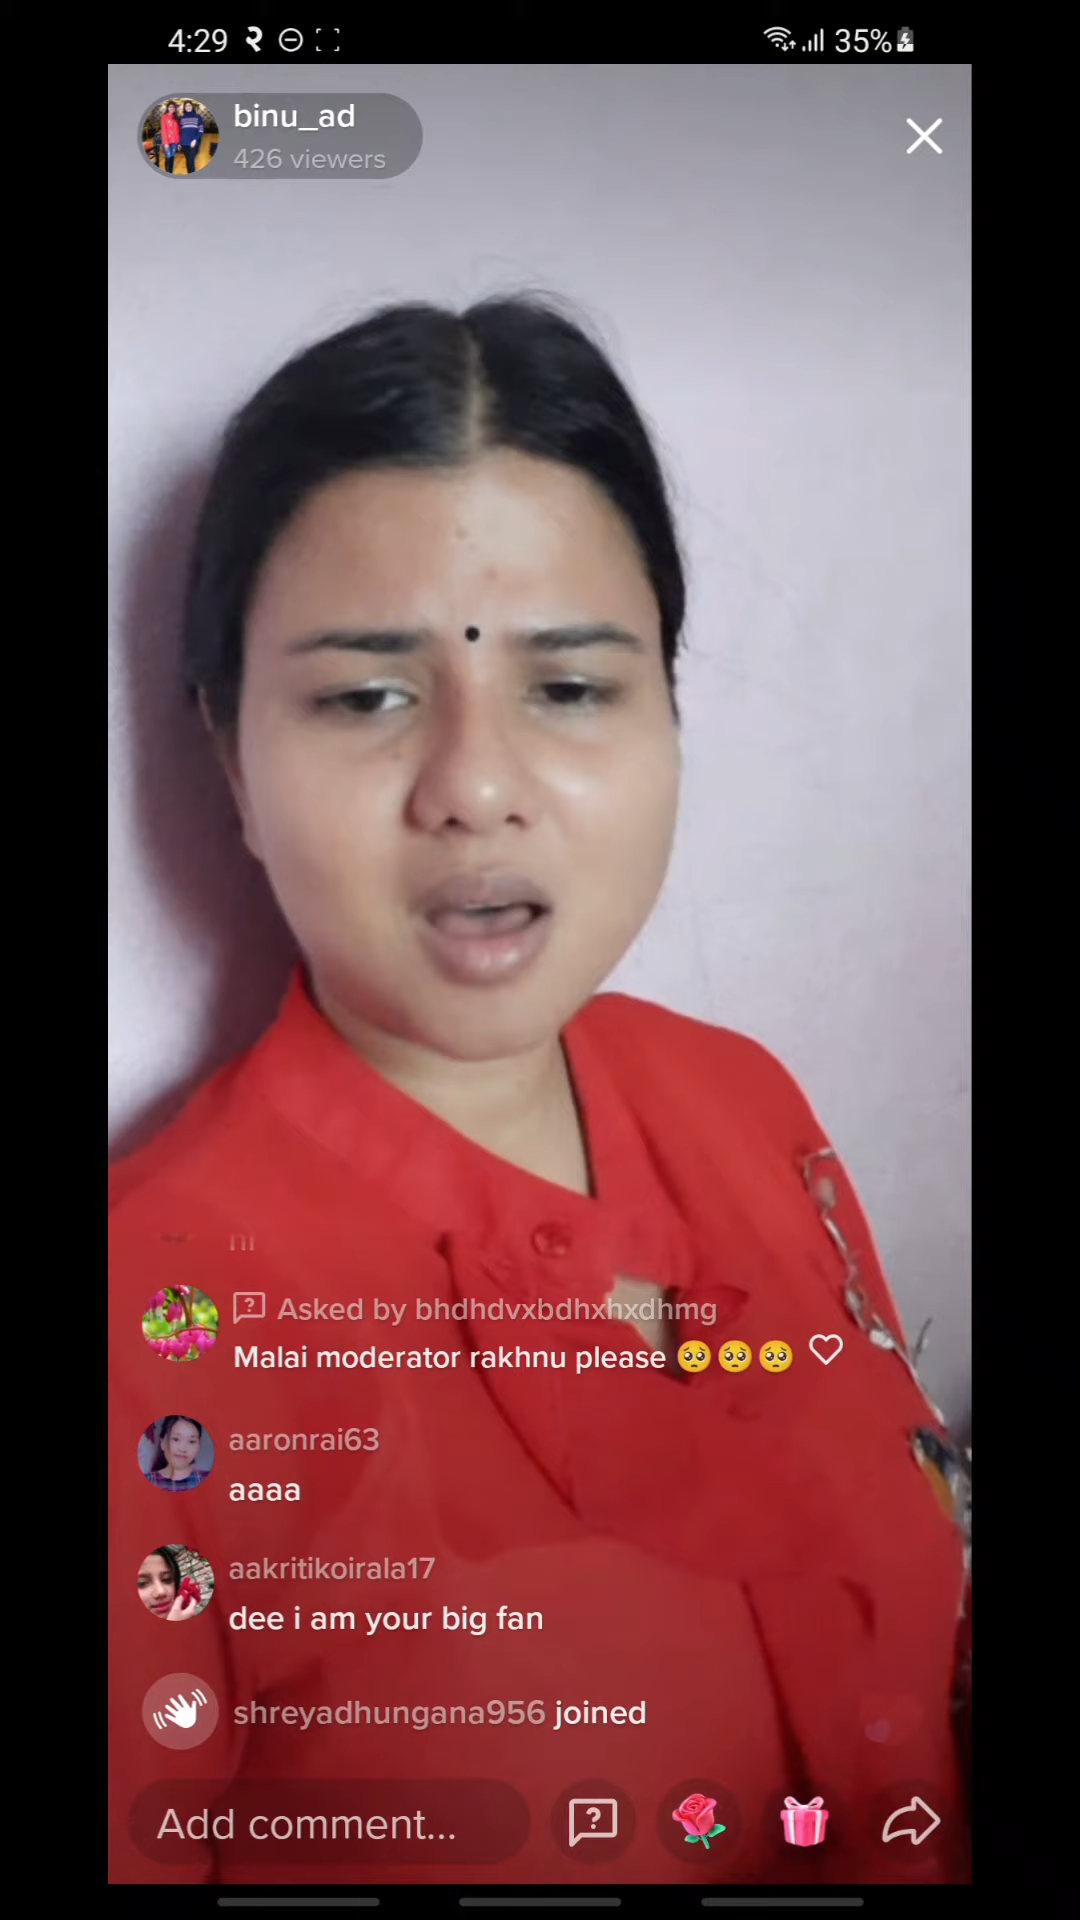 4:29
35%
binu_ad
426 viewers
hi
Asked by bhdhdvxbdhxhxdhmg
Malai moderator rakhnu please 🥺🥺🥺
aaronrai63
aaaa
aakritikoirala17
dee i am your big fan
shreyadhungana956 joined
Add comment...